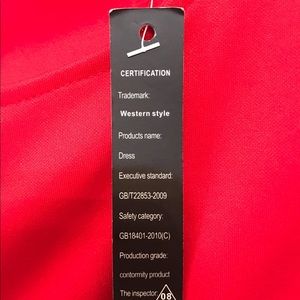 CERTIFICATION
Trademark:
Western style
Products name:
Dress
Executive standard:
GB/T22853-2009
Safety category:
GB18401-2010(C)
Production grade:
conformity product
The inspector 08